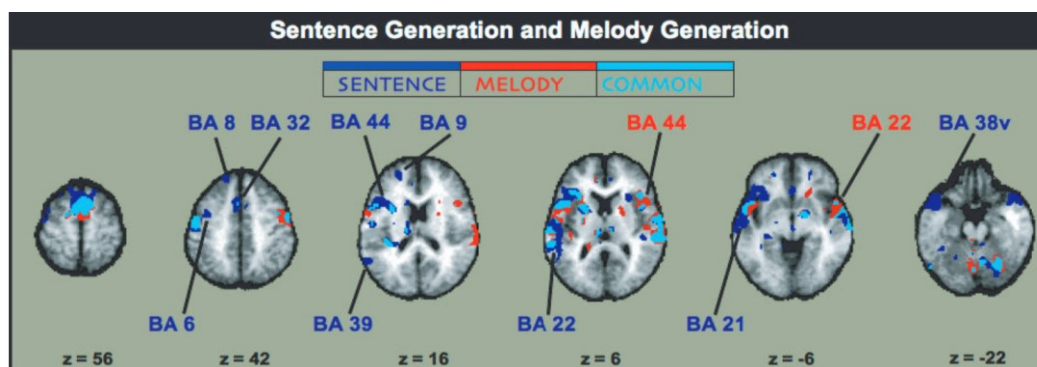 Sentence Generation and Melody Generation
SENTENCE MELODY COMMON
BA 8 BA 32 BA 44 BA 9 BA 44 BA 22 BA 38v
BA 6 BA 39 BA 22 BA 21
z = 56 z = 42 z = 16 z = 6 z = -6 z = -22